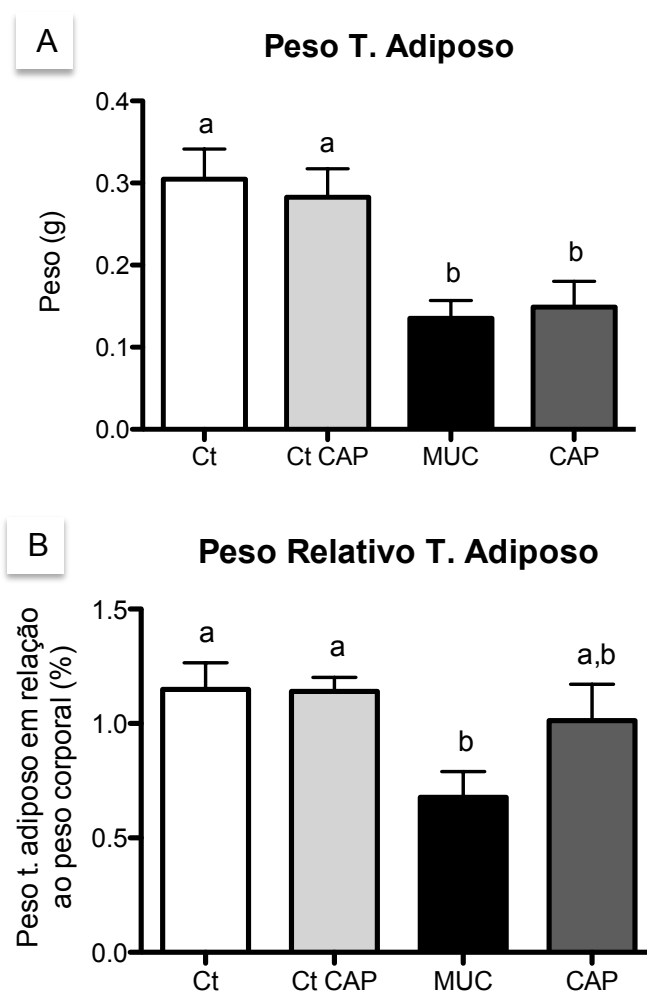 A
Peso T. Adiposo
Peso (g)
0.4
0.3
0.2
0.1
0.0
a
a
b
b
Ct
Ct CAP
MUC
CAP
B
Peso Relativo T. Adiposo
Peso t. adiposo em relação
ao peso corporal (%)
1.5
1.0
0.5
0.0
a
a
b
a,b
Ct
Ct CAP
MUC
CAP